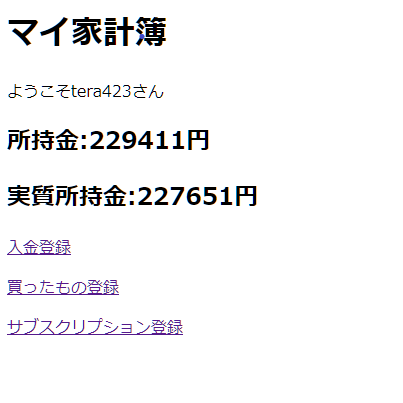 マイ家計簿
ようこそtera423さん
所持金:229411円
実質所持金:227651円
入金登録
買ったもの登録
サブスクリプション登録